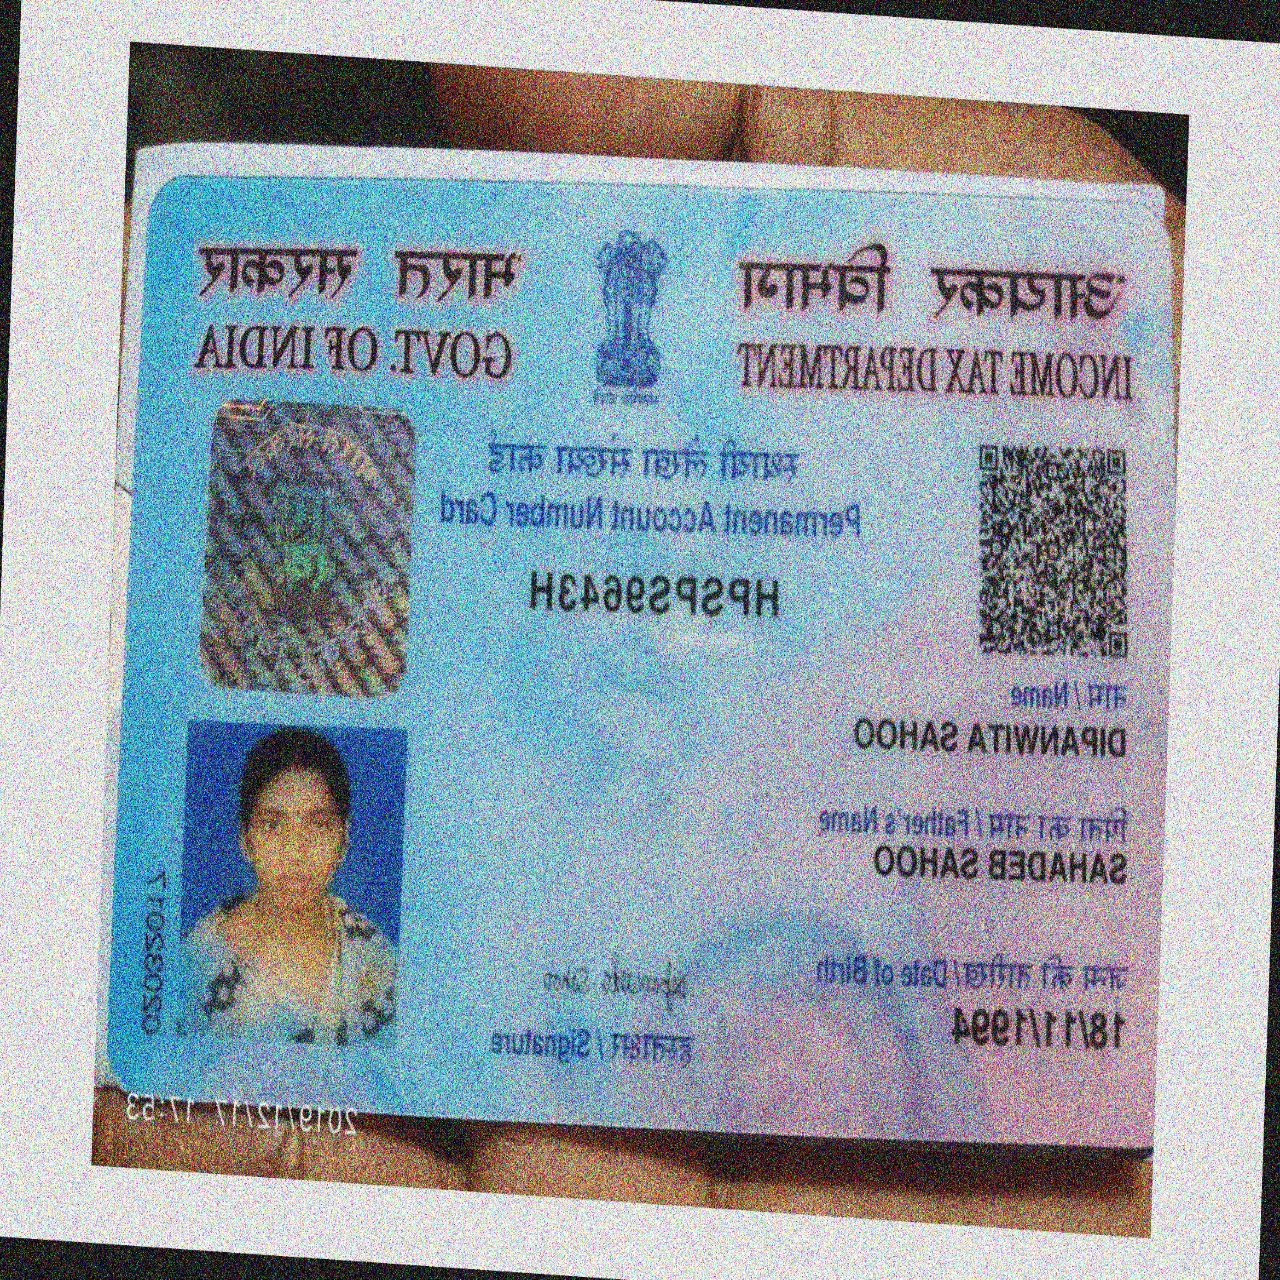 आयकर विभाग
INCOME TAX DEPARTMENT
भारत सरकार
GOVT. OF INDIA
स्थायी लेखा संख्या कार्ड
Permanent Account Number Card
HPSPS9643H
नाम / Name
DIPANWITA SAHOO
पिता का नाम / Father's Name
SAHADEB SAHOO
जन्म की तारीख / Date of Birth
18/11/1994
हस्ताक्षर / Signature
02032017
2019/12/17 17:53